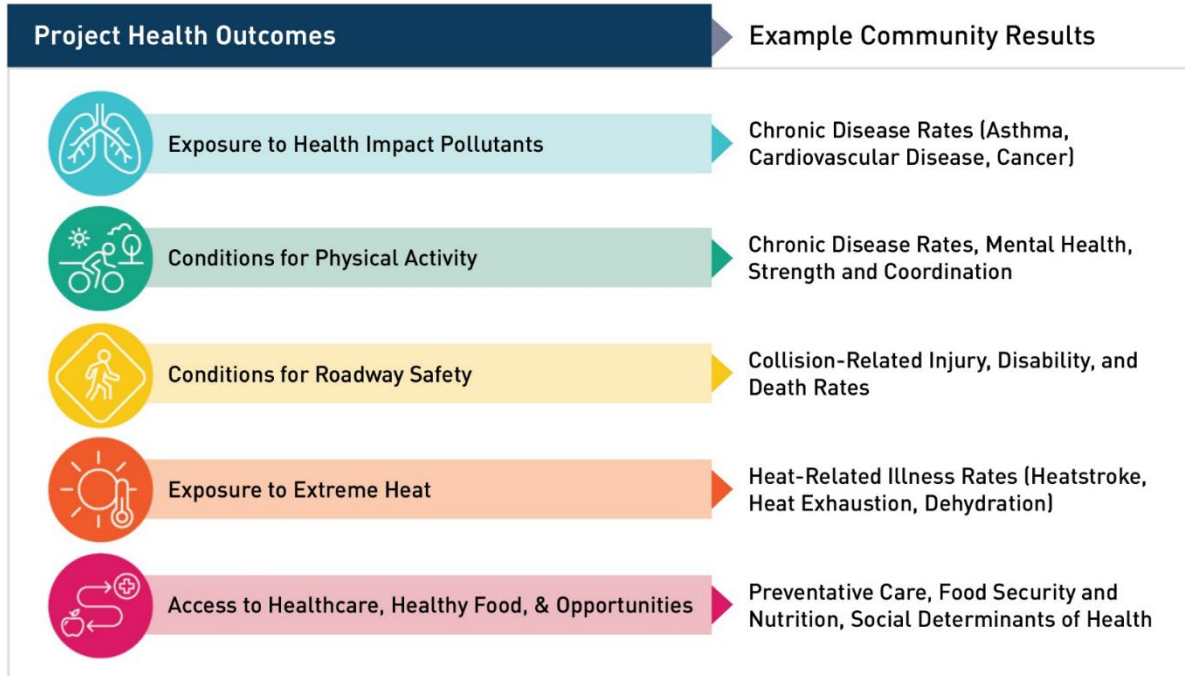 Project Health Outcomes
Example Community Results
Exposure to Health Impact Pollutants
Chronic Disease Rates (Asthma,
Cardiovascular Disease, Cancer)
Conditions for Physical Activity
Chronic Disease Rates, Mental Health,
Strength and Coordination
Conditions for Roadway Safety
Collision-Related Injury, Disability, and
Death Rates
Exposure to Extreme Heat
Heat-Related Illness Rates (Heatstroke,
Heat Exhaustion, Dehydration)
Access to Healthcare, Healthy Food, & Opportunities
Preventative Care, Food Security and
Nutrition, Social Determinants of Health